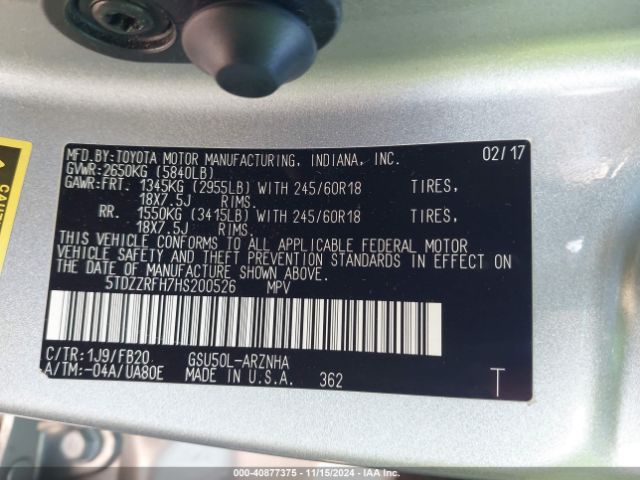 MFD.BY:TOYOTA MOTOR MANUFACTURING, INDIANA, INC. 02/17
GVWR:2650KG (5840LB)
GAWR:FRT. 1345KG (2955LB) WITH 245/60R18 TIRES,
18X7.5J RIMS.
RR. 1550KG (3415LB) WITH 245/60R18 TIRES,
18X7.5J RIMS.
THIS VEHICLE CONFORMS TO ALL APPLICABLE FEDERAL MOTOR
VEHICLE SAFETY AND THEFT PREVENTION STANDARDS IN EFFECT ON
THE DATE OF MANUFACTURE SHOWN ABOVE.
5TDZZRFH7HS200526 MPV
C/TR:1J9/FB20 GSU50L-ARZNHA
A/TM:-04A/UA80E MADE IN U.S.A. 362 T
000-40877375 - 11/15/2024 - IAA Inc.